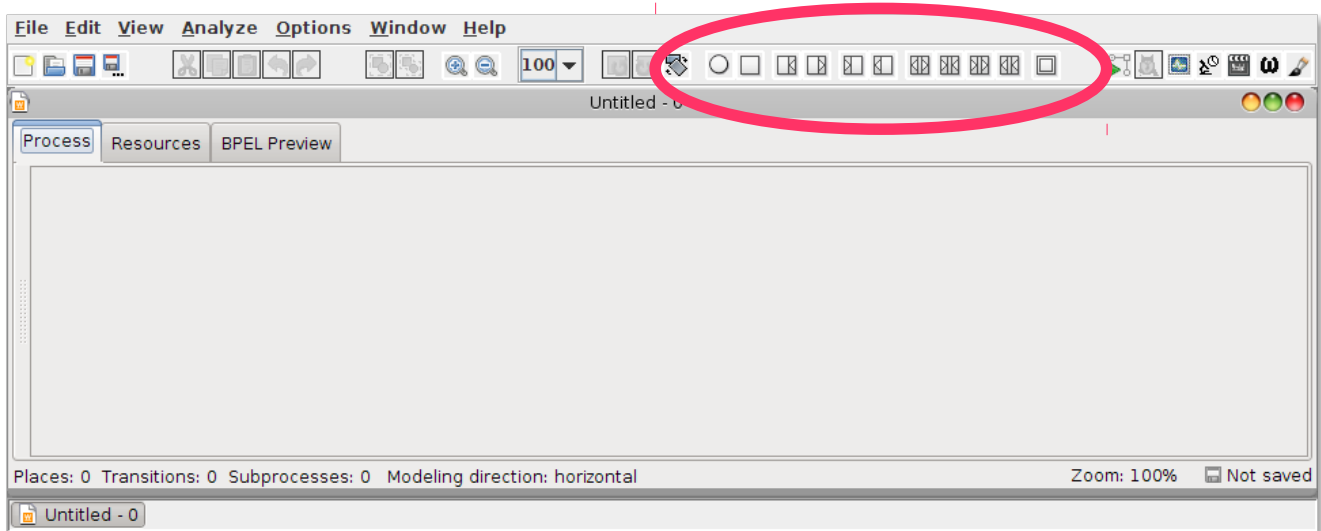 File Edit View Analyze Options Window Help
100
Untitled - 0
Process Resources BPEL Preview
Places: 0 Transitions: 0 Subprocesses: 0 Modeling direction: horizontal Zoom: 100% Not saved
Untitled - 0